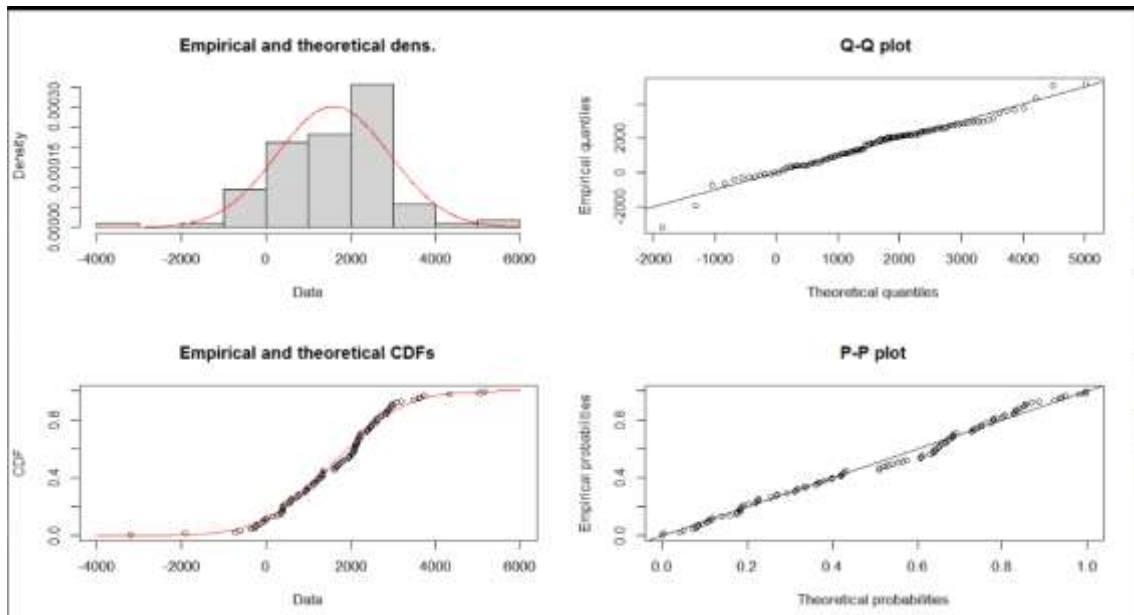 Empirical and theoretical dens.
Density
0.00000 0.00015 0.00030
-4000 -2000 0 2000 4000 6000
Data
Q-Q plot
Empirical quantiles
-2000 0 2000
-2000 -1000 0 1000 2000 3000 4000 5000
Theoretical quantiles
Empirical and theoretical CDFs
CDF
0.0 0.4 0.8
-4000 -2000 0 2000 4000 6000
Data
P-P plot
Empirical probabilities
0.0 0.4 0.8
0.0 0.2 0.4 0.6 0.8 1.0
Theoretical probabilities